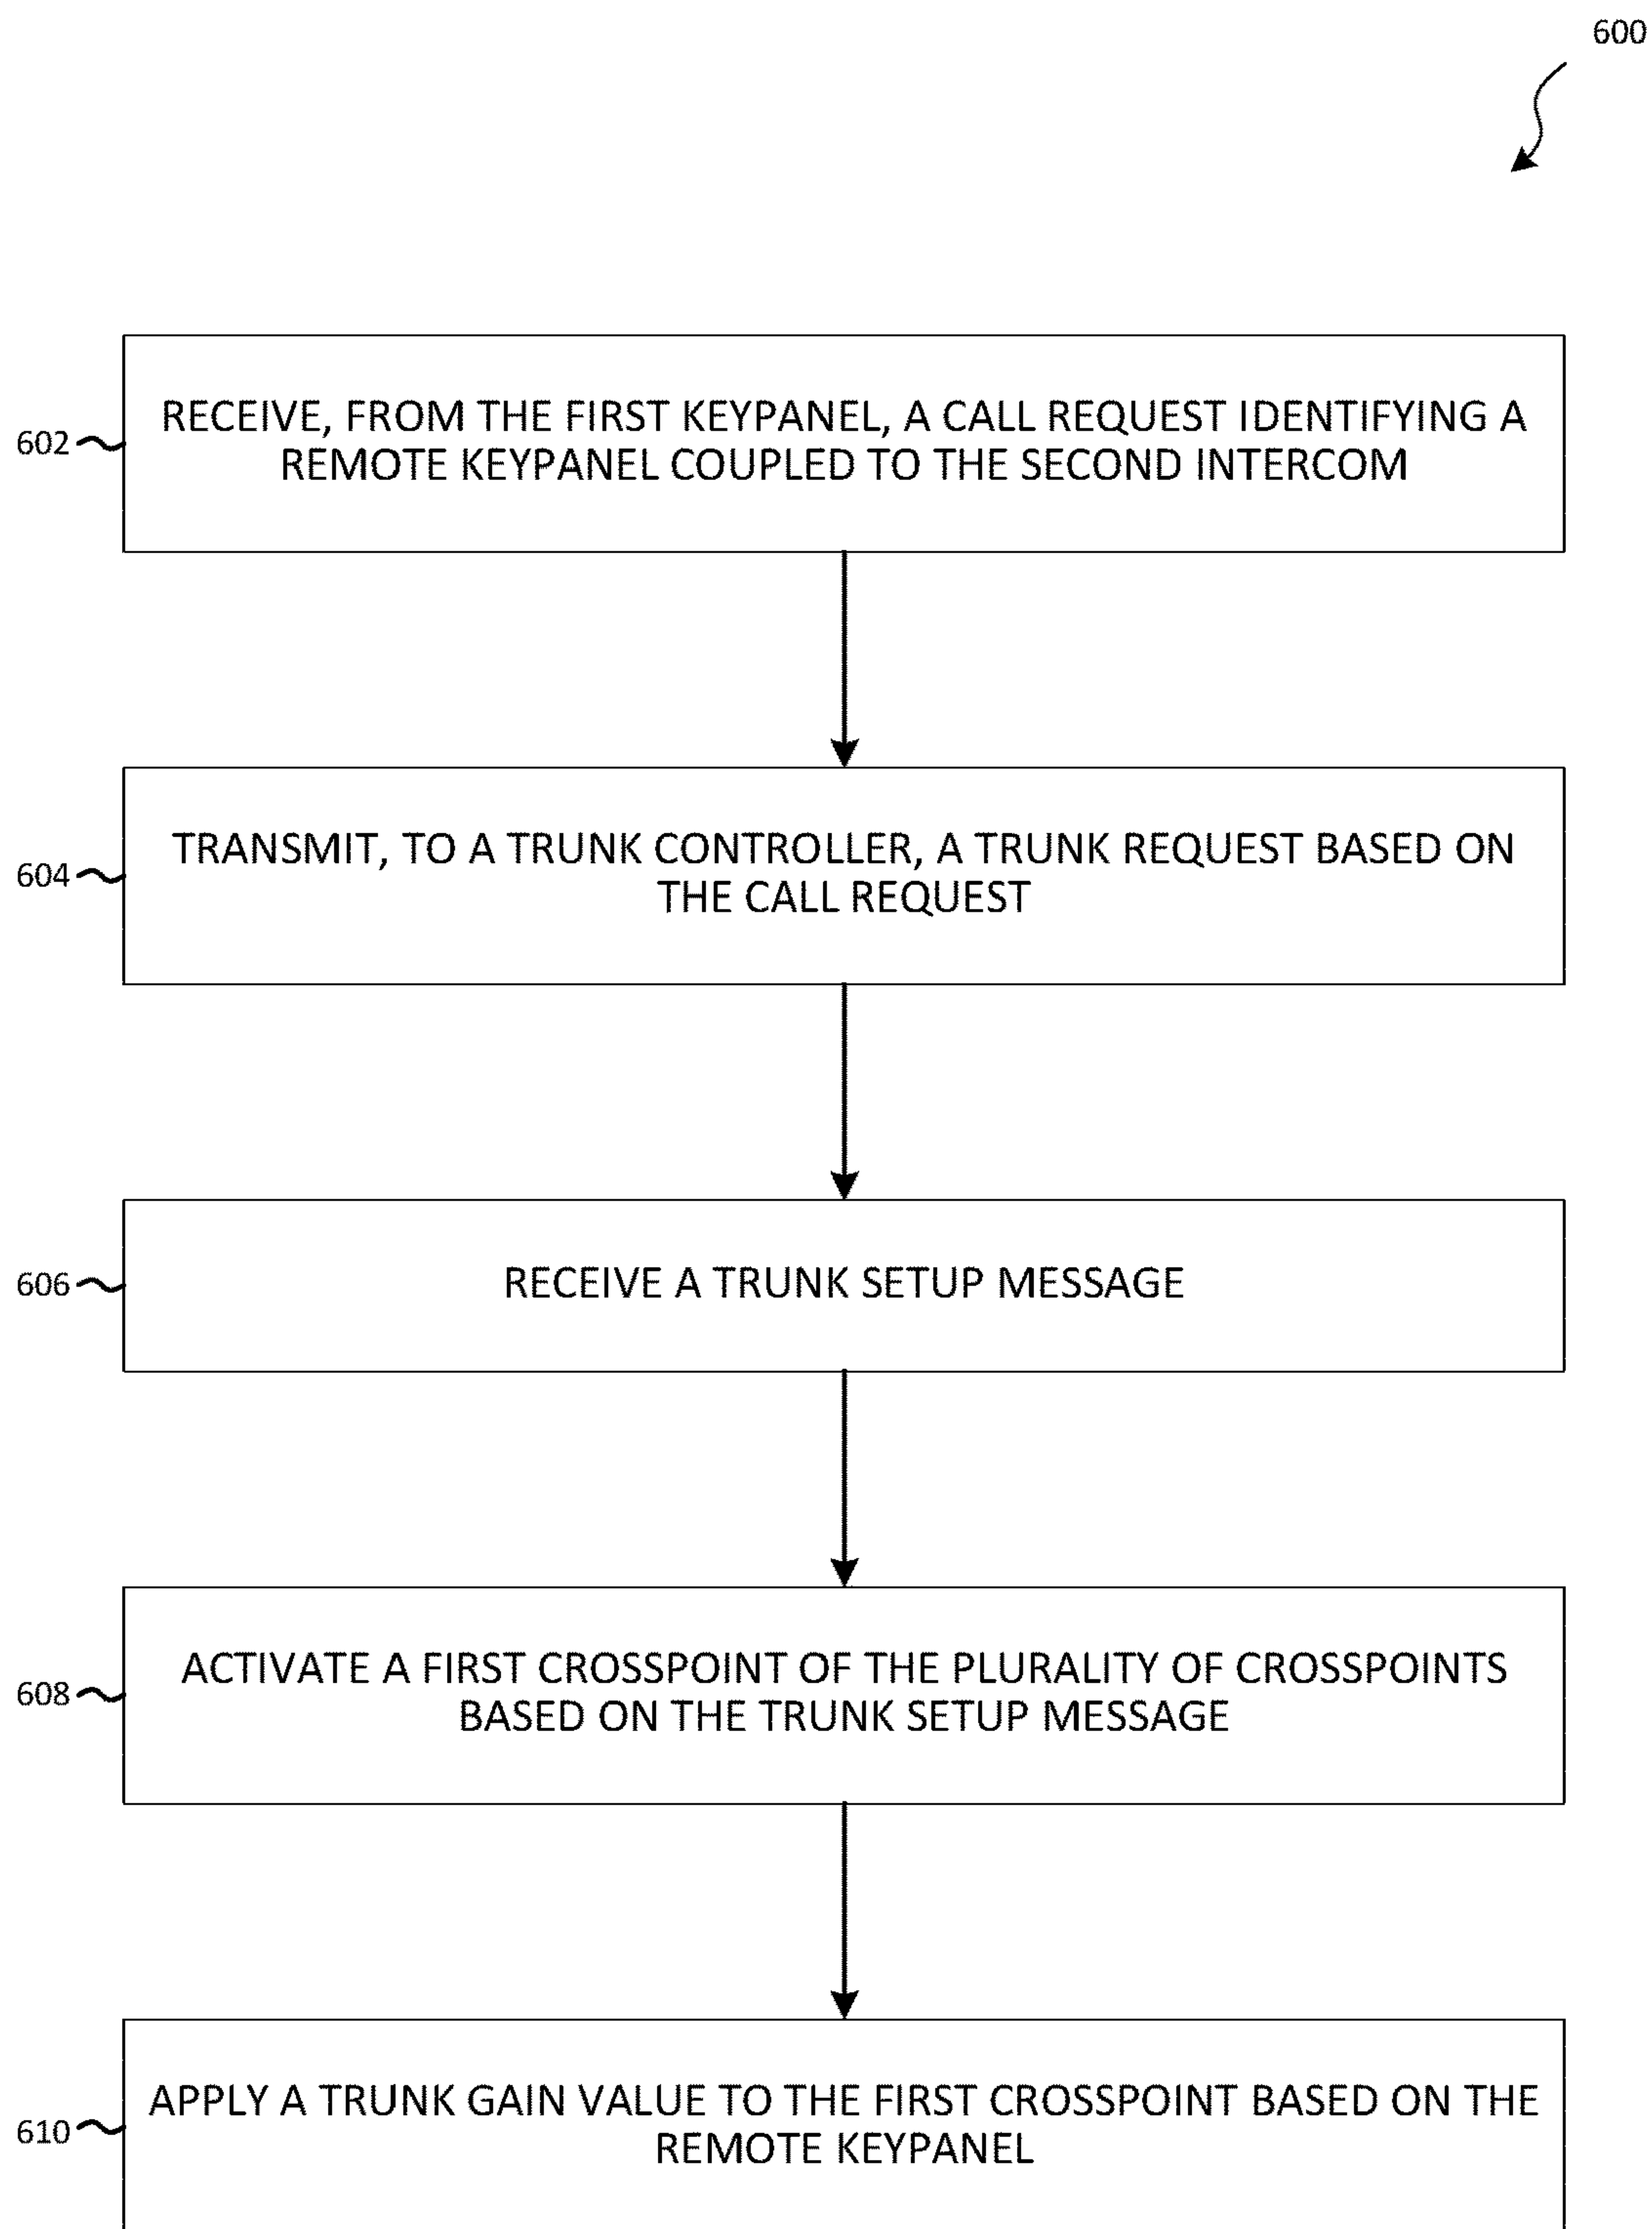 600
RECEIVE, FROM THE FIRST KEYPANEL, A CALL REQUEST IDENTIFYING A
602
REMOTE KEYPANEL COUPLED TO THE SECOND INTERCOM
TRANSMIT, TO A TRUNK CONTROLLER, A TRUNK REQUEST BASED ON
604
THE CALL REQUEST
606
RECEIVE A TRUNK SETUP MESSAGE
ACTIVATE A FIRST CROSSPOINT OF THE PLURALITY OF CROSSPOINTS
608
BASED ON THE TRUNK SETUP MESSAGE
APPLY A TRUNK GAIN VALUE TO THE FIRST CROSSPOINT BASED ON THE
610
REMOTE KEYPANEL